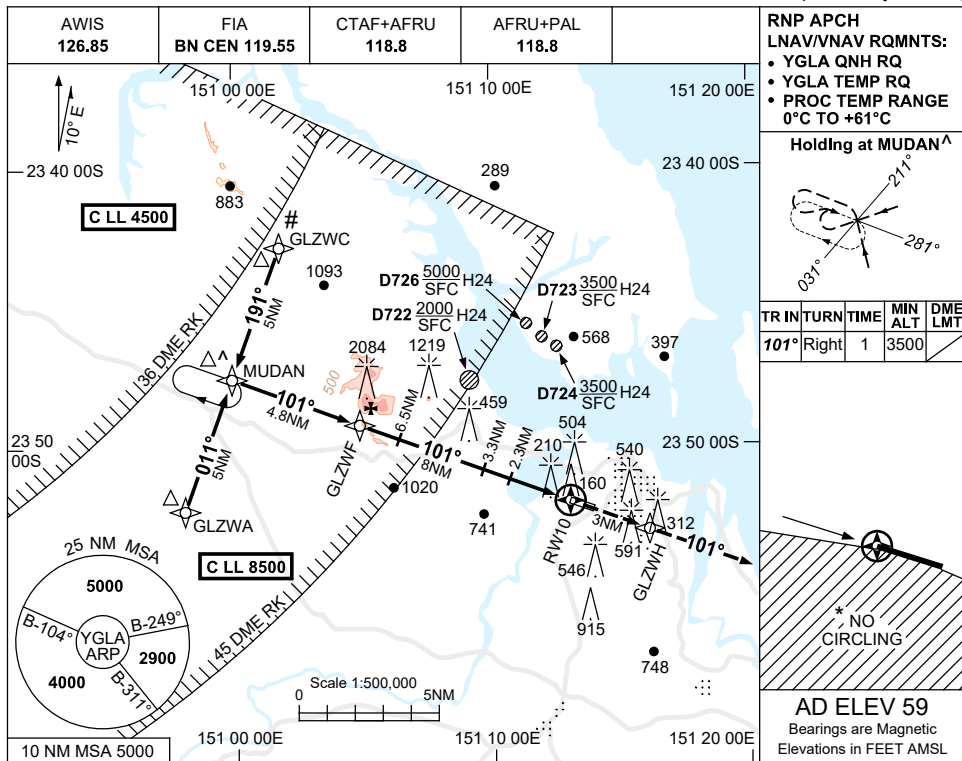 AWIS
126.85
FIA
BN CEN 119.55
CTAF+AFRU
118.8
AFRU+PAL
118.8
RNP APCH
LNAV/VNAV RQMNTS:
• YGLA QNH RQ
• YGLA TEMP RQ
• PROC TEMP RANGE
0°C TO +61°C
151 00 00E
151 10 00E
151 20 00E
10° E
23 40 00S
883
289
C LL 4500
#
GLZWC
1093
191°
5NM
36 DME RK
D726 5000 SFC H24
D723 3500 SFC H24
D722 2000 SFC H24
568
397
D724 3500 SFC H24
2084
1219
500
^
MUDAN
101°
4.8NM
6.5NM
459
GLZWF
101°
8NM
3.3NM
2.3NM
504
210
540
160
23 50
00S
23 50 00S
011°
5NM
GLZWA
1020
741
RW10
3NM
312
591
GLZWH
101°
546
915
748
C LL 8500
45 DME RK
25 NM MSA
5000
B-104°
B-249°
YGLA
ARP
2900
4000
B-311°
10 NM MSA 5000
Scale 1:500,000
0
5NM
151 00 00E
151 10 00E
151 20 00E
Holding at MUDAN^
211°
281°
031°
TR IN TURN TIME MIN ALT DME LMT
101° Right 1 3500
* NO
CIRCLING
AD ELEV 59
Bearings are Magnetic
Elevations in FEET AMSL